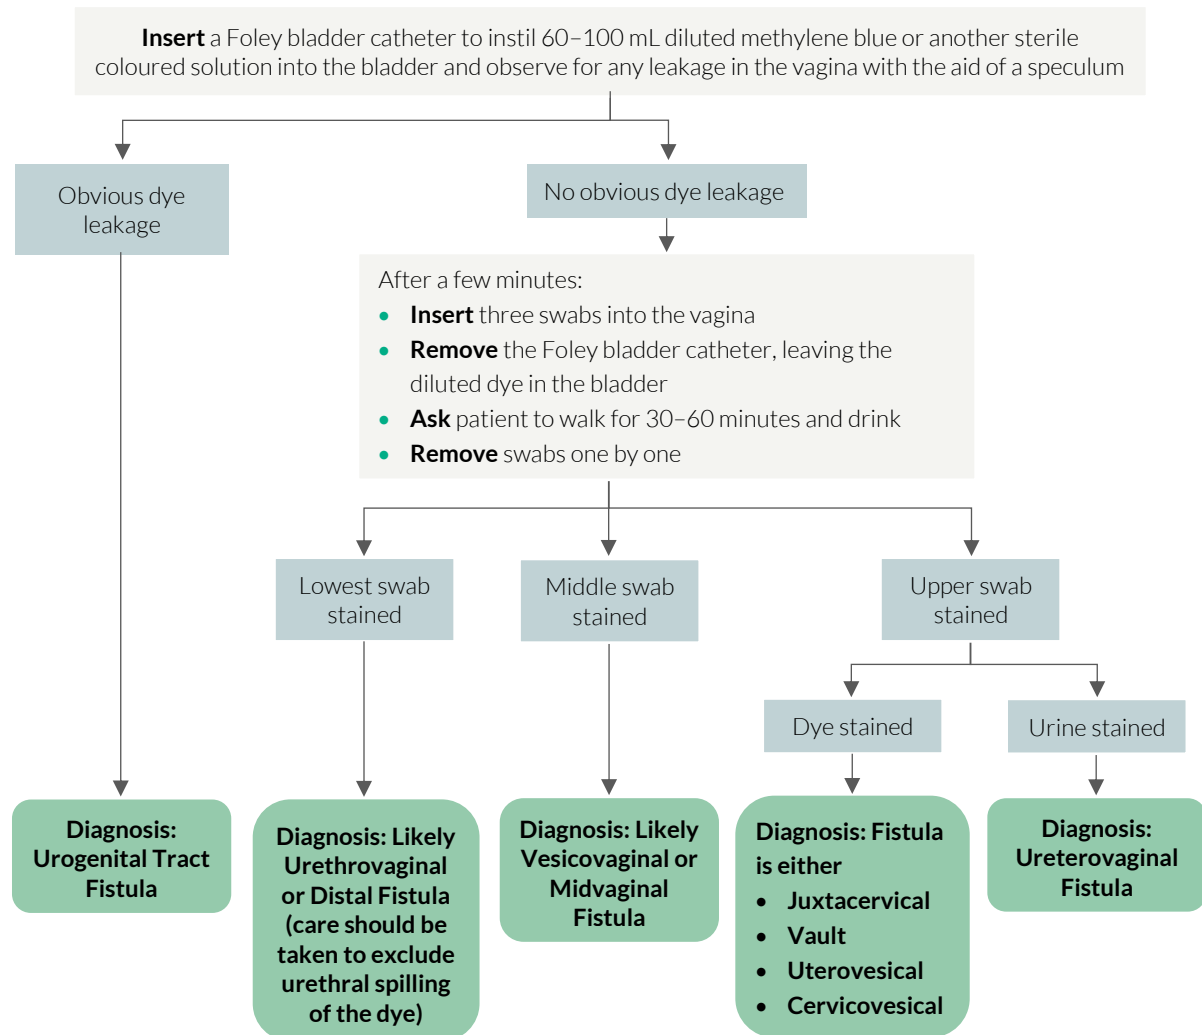 Insert a Foley bladder catheter to instil 60–100 mL diluted methylene blue or another sterile
coloured solution into the bladder and observe for any leakage in the vagina with the aid of a speculum
Obvious dye
leakage
No obvious dye leakage
After a few minutes:
• Insert three swabs into the vagina
• Remove the Foley bladder catheter, leaving the
diluted dye in the bladder
• Ask patient to walk for 30–60 minutes and drink
• Remove swabs one by one
Lowest swab
stained
Middle swab
stained
Upper swab
stained
Dye stained
Urine stained
Diagnosis:
Urogenital Tract
Fistula
Diagnosis: Likely
Urethrovaginal
or Distal Fistula
(care should be
taken to exclude
urethral spilling
of the dye)
Diagnosis: Likely
Vesicovaginal or
Midvaginal
Fistula
Diagnosis: Fistula
is either
• Juxtacervical
• Vault
• Uterovesical
• Cervicovesical
Diagnosis:
Ureterovaginal
Fistula